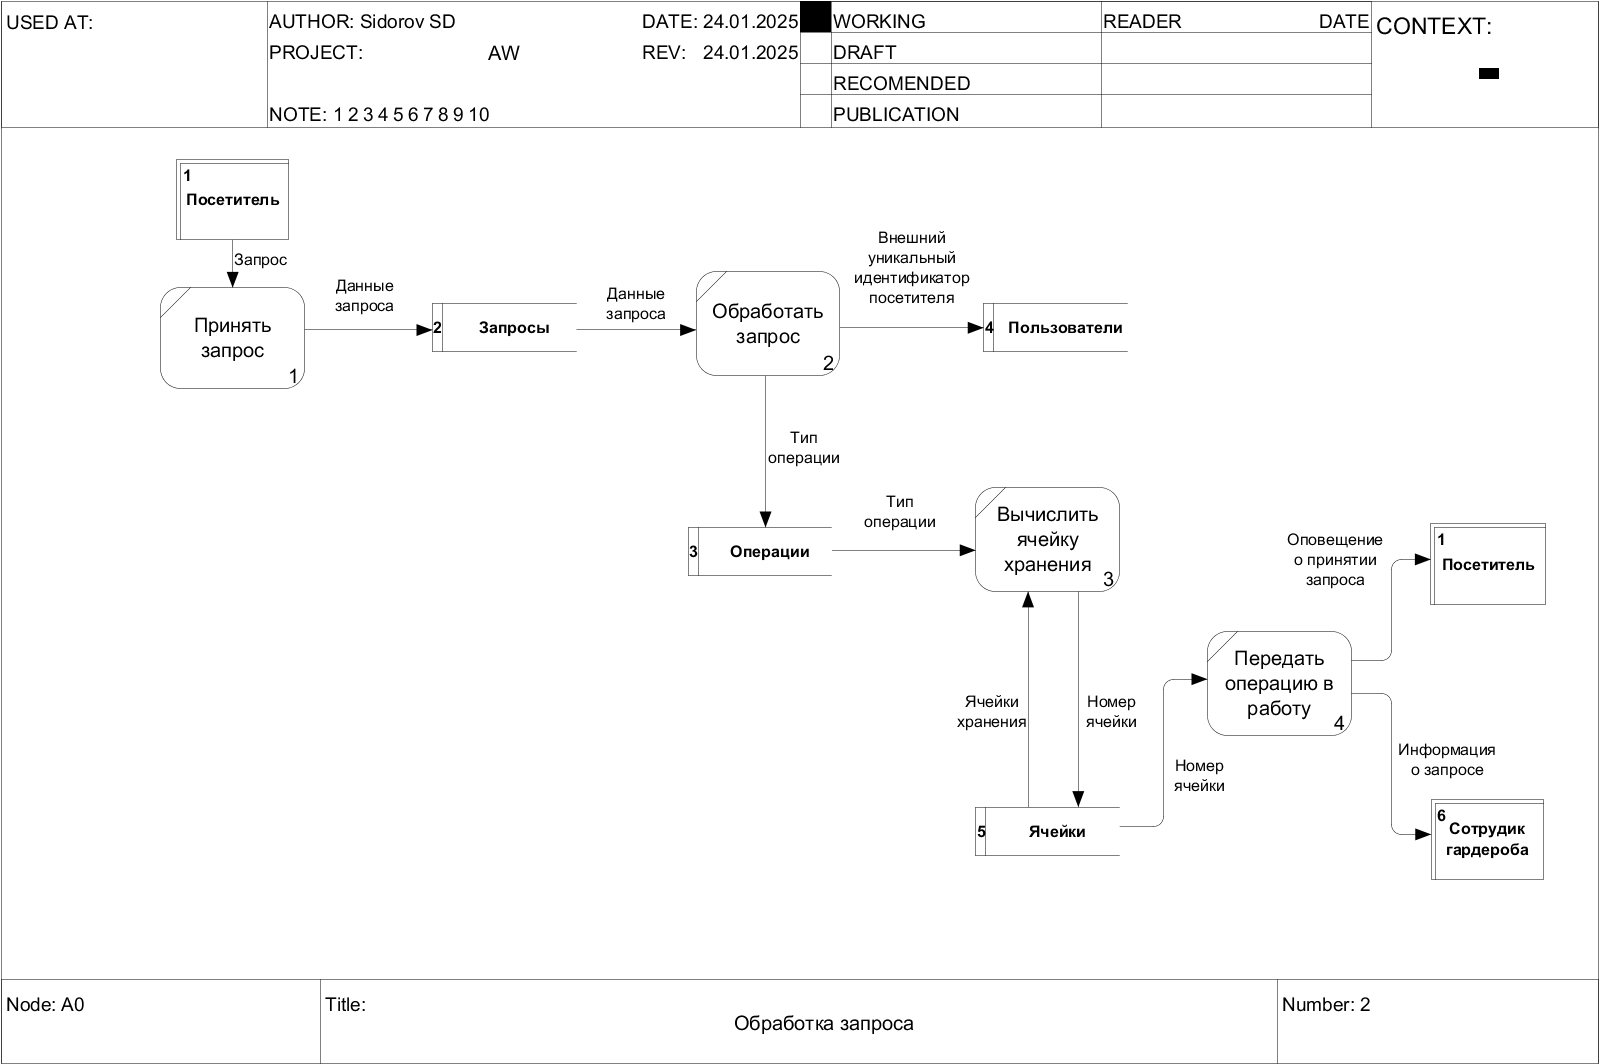 USED AT:
AUTHOR: Sidorov SD
DATE: 24.01.2025
PROJECT: AW
REV: 24.01.2025
NOTE: 1 2 3 4 5 6 7 8 9 10
WORKING
DRAFT
RECOMENDED
PUBLICATION
READER DATE
CONTEXT:
1
Посетитель
Запрос
Принять
запрос
1
Данные
запроса
2 Запросы
Данные
запроса
Обработать
запрос
2
Внешний
уникальный
идентификатор
посетителя
4 Пользователи
Тип
операции
3 Операции
Тип
операции
Вычислить
ячейку
хранения
3
Ячейки
хранения
Номер
ячейки
5 Ячейки
Номер
ячейки
Передать
операцию в
работу
4
Оповещение
о принятии
запроса
1
Посетитель
Информация
о запросе
6
Сотрудик
гардероба
Node: A0
Title:
Обработка запроса
Number: 2